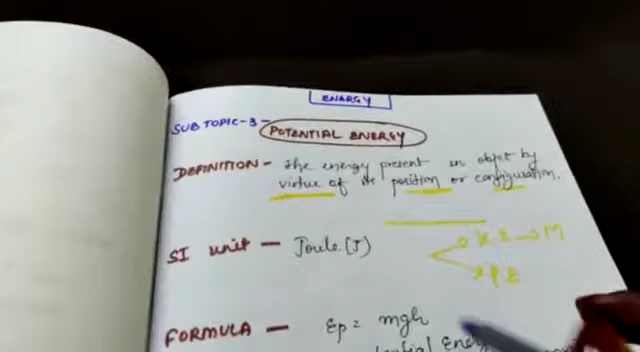 ENERGY
SUB TOPIC-3-
POTENTIAL ENERGY
DEFINITION- the energy present in object by
virtue of its position or configuration.
SI unit - Joule (J)
K E → M
P E
FORMULA - Ep = mgh